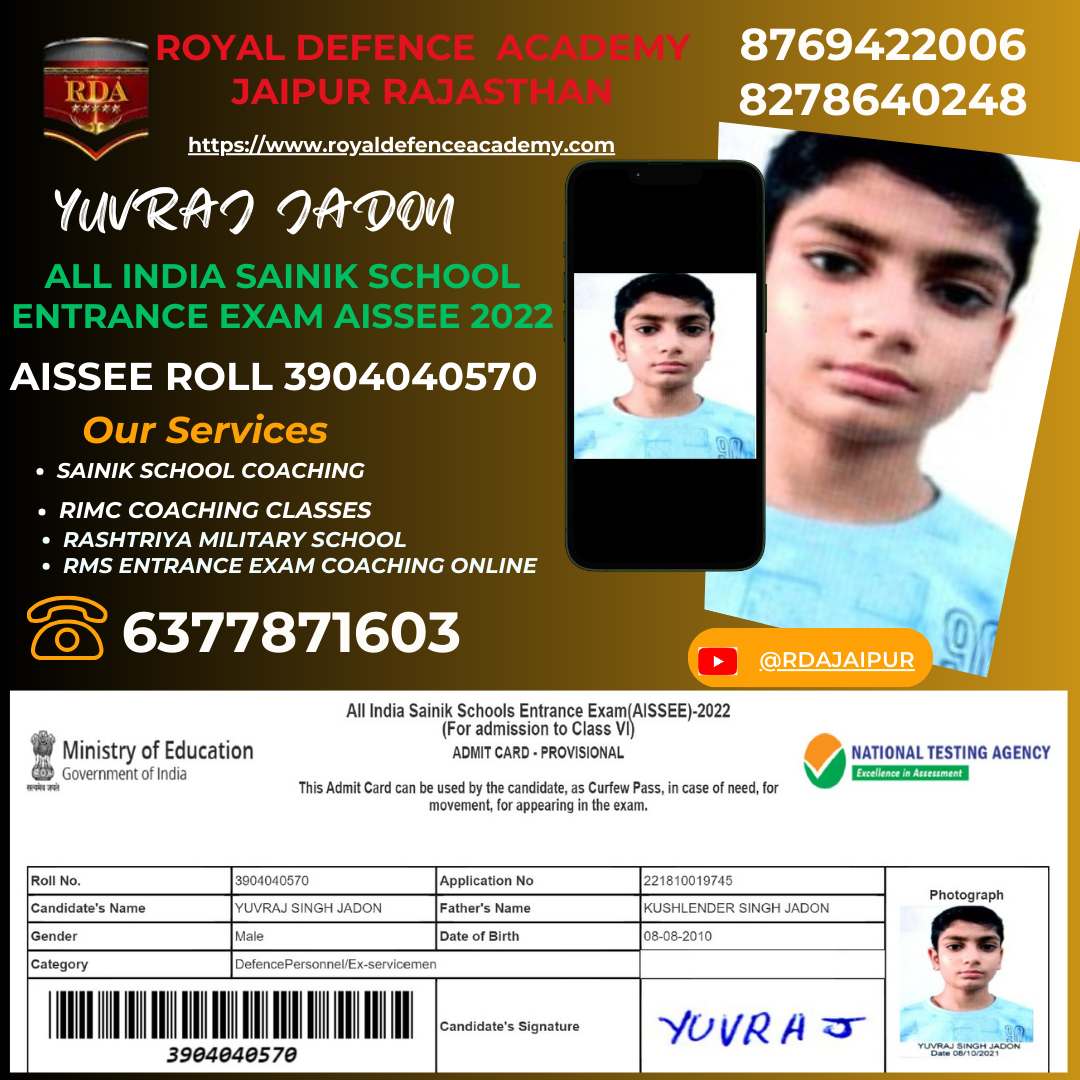 RDA
ROYAL DEFENCE ACADEMY
JAIPUR RAJASTHAN
8769422006
8278640248
https://www.royaldefenceacademy.com
YUVRAJ JADON
ALL INDIA SAINIK SCHOOL
ENTRANCE EXAM AISSEE 2022
AISSEE ROLL 3904040570
Our Services
• SAINIK SCHOOL COACHING
• RIMC COACHING CLASSES
• RASHTRIYA MILITARY SCHOOL
• RMS ENTRANCE EXAM COACHING ONLINE
6377871603
90
90
@RDAJAIPUR
All India Sainik Schools Entrance Exam(AISSEE)-2022
(For admission to Class VI)
ADMIT CARD - PROVISIONAL
Ministry of Education
Government of India
सत्यमेव जयते
NATIONAL TESTING AGENCY
Excellence in Assessment
This Admit Card can be used by the candidate, as Curfew Pass, in case of need, for
movement, for appearing in the exam.
Roll No. 3904040570 Application No 221810019745
Candidate's Name YUVRAJ SINGH JADON Father's Name KUSHLENDER SINGH JADON
Gender Male Date of Birth 08-08-2010
Category DefencePersonnel/Ex-servicemen
Photograph
90
YUVRAJ SINGH JADON
Date 08/10/2021
3904040570
Candidate's Signature
YUVRAJ